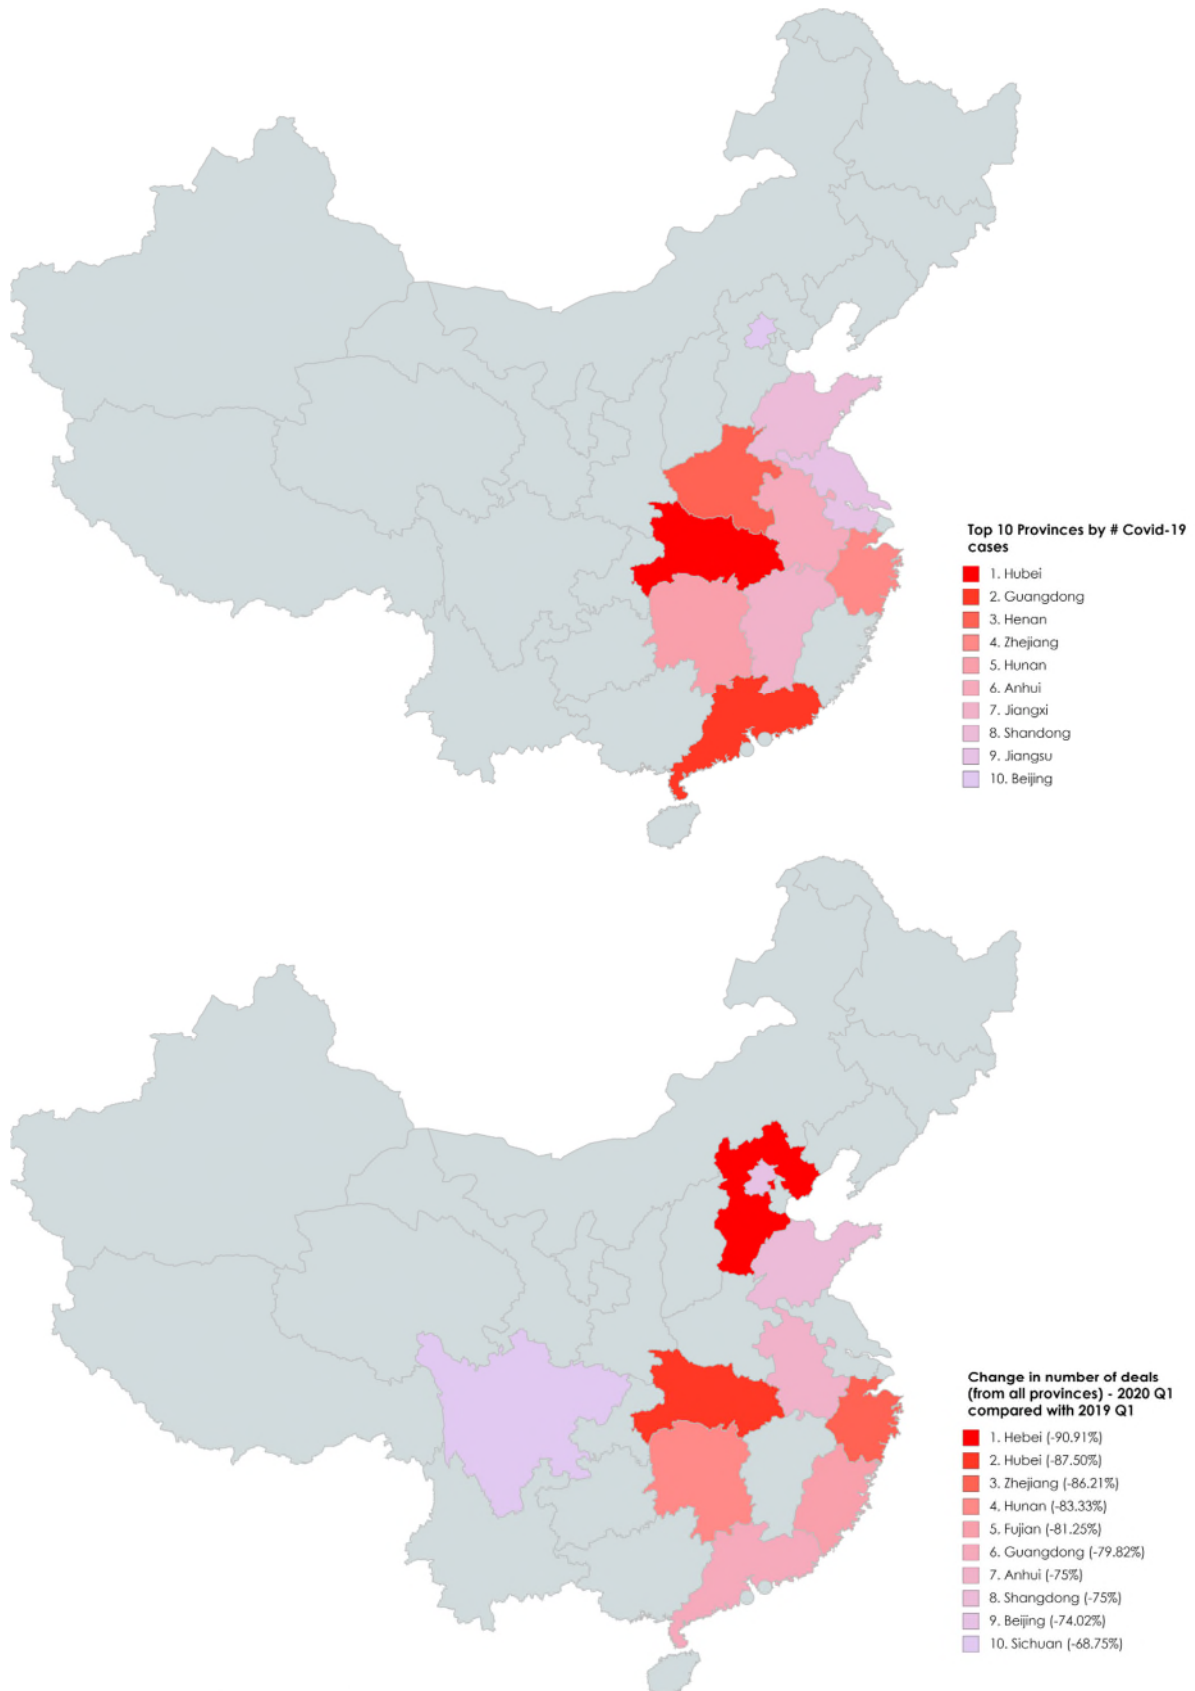 Top 10 Provinces by # Covid-19
cases
1. Hubei
2. Guangdong
3. Henan
4. Zhejiang
5. Hunan
6. Anhui
7. Jiangxi
8. Shandong
9. Jiangsu
10. Beijing
Change in number of deals
(from all provinces) - 2020 Q1
compared with 2019 Q1
1. Hebei (-90.91%)
2. Hubei (-87.50%)
3. Zhejiang (-86.21%)
4. Hunan (-83.33%)
5. Fujian (-81.25%)
6. Guangdong (-79.82%)
7. Anhui (-75%)
8. Shangdong (-75%)
9. Beijing (-74.02%)
10. Sichuan (-68.75%)